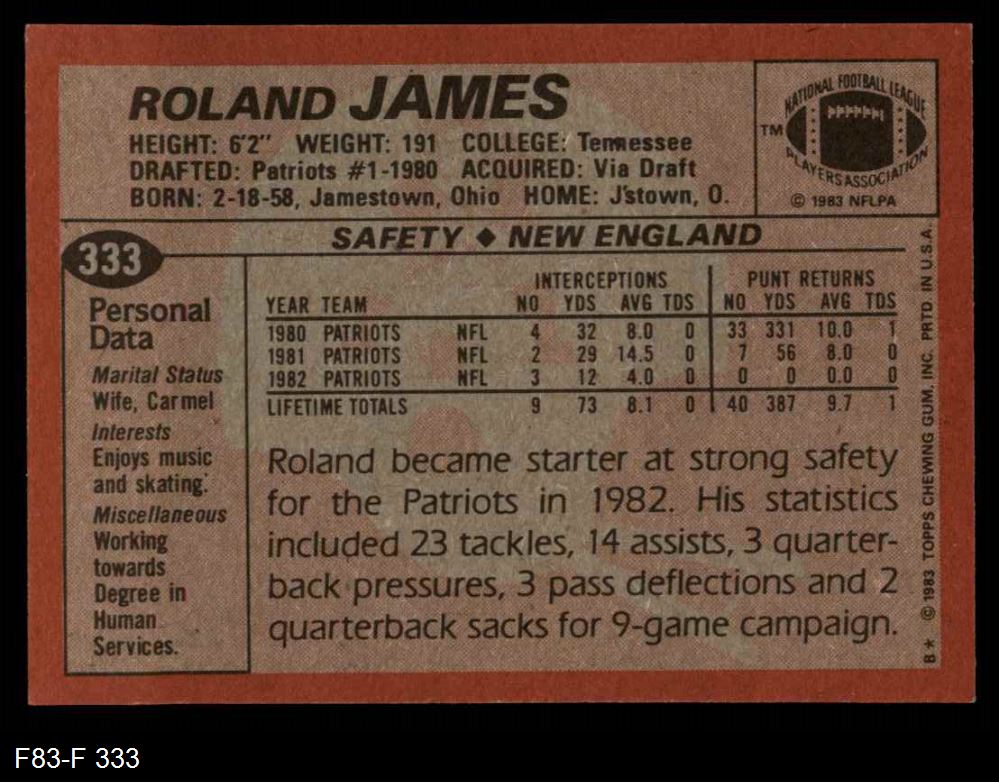 ROLAND JAMES
HEIGHT: 6'2" WEIGHT: 191 COLLEGE: Tennessee
DRAFTED: Patriots #1-1980 ACQUIRED: Via Draft
BORN: 2-18-58, Jamestown, Ohio HOME: J'stown, O.
NATIONAL FOOTBALL LEAGUE
TM
PLAYERS ASSOCIATION
© 1983 NFLPA
333
SAFETY ♦ NEW ENGLAND
Personal
Data
Marital Status
Wife, Carmel
Interests
Enjoys music
and skating.
Miscellaneous
Working
towards
Degree in
Human
Services.
INTERCEPTIONS PUNT RETURNS
YEAR TEAM NO YDS AVG TDS NO YDS AVG TDS
1980 PATRIOTS NFL 4 32 8.0 0 33 331 10.0 1
1981 PATRIOTS NFL 2 29 14.5 0 7 56 8.0 0
1982 PATRIOTS NFL 3 12 4.0 0 0 0 0.0 0
LIFETIME TOTALS 9 73 8.1 0 40 387 9.7 1
Roland became starter at strong safety
for the Patriots in 1982. His statistics
included 23 tackles, 14 assists, 3 quarter-
back pressures, 3 pass deflections and 2
quarterback sacks for 9-game campaign.
B* © 1983 TOPPS CHEWING GUM, INC. PRTD. IN U.S.A.
F83-F 333